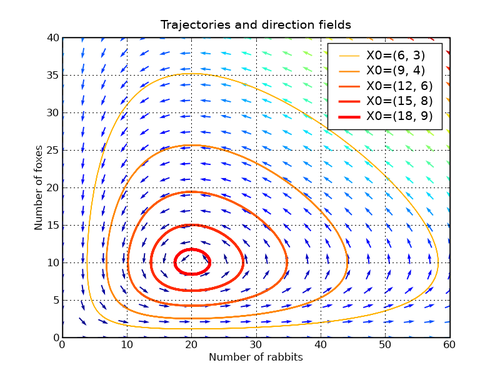 Trajectories and direction fields
40
35
30
25
20
15
10
5
0
Number of foxes
X0=(6, 3)
X0=(9, 4)
X0=(12, 6)
X0=(15, 8)
X0=(18, 9)
0 10 20 30 40 50 60
Number of rabbits